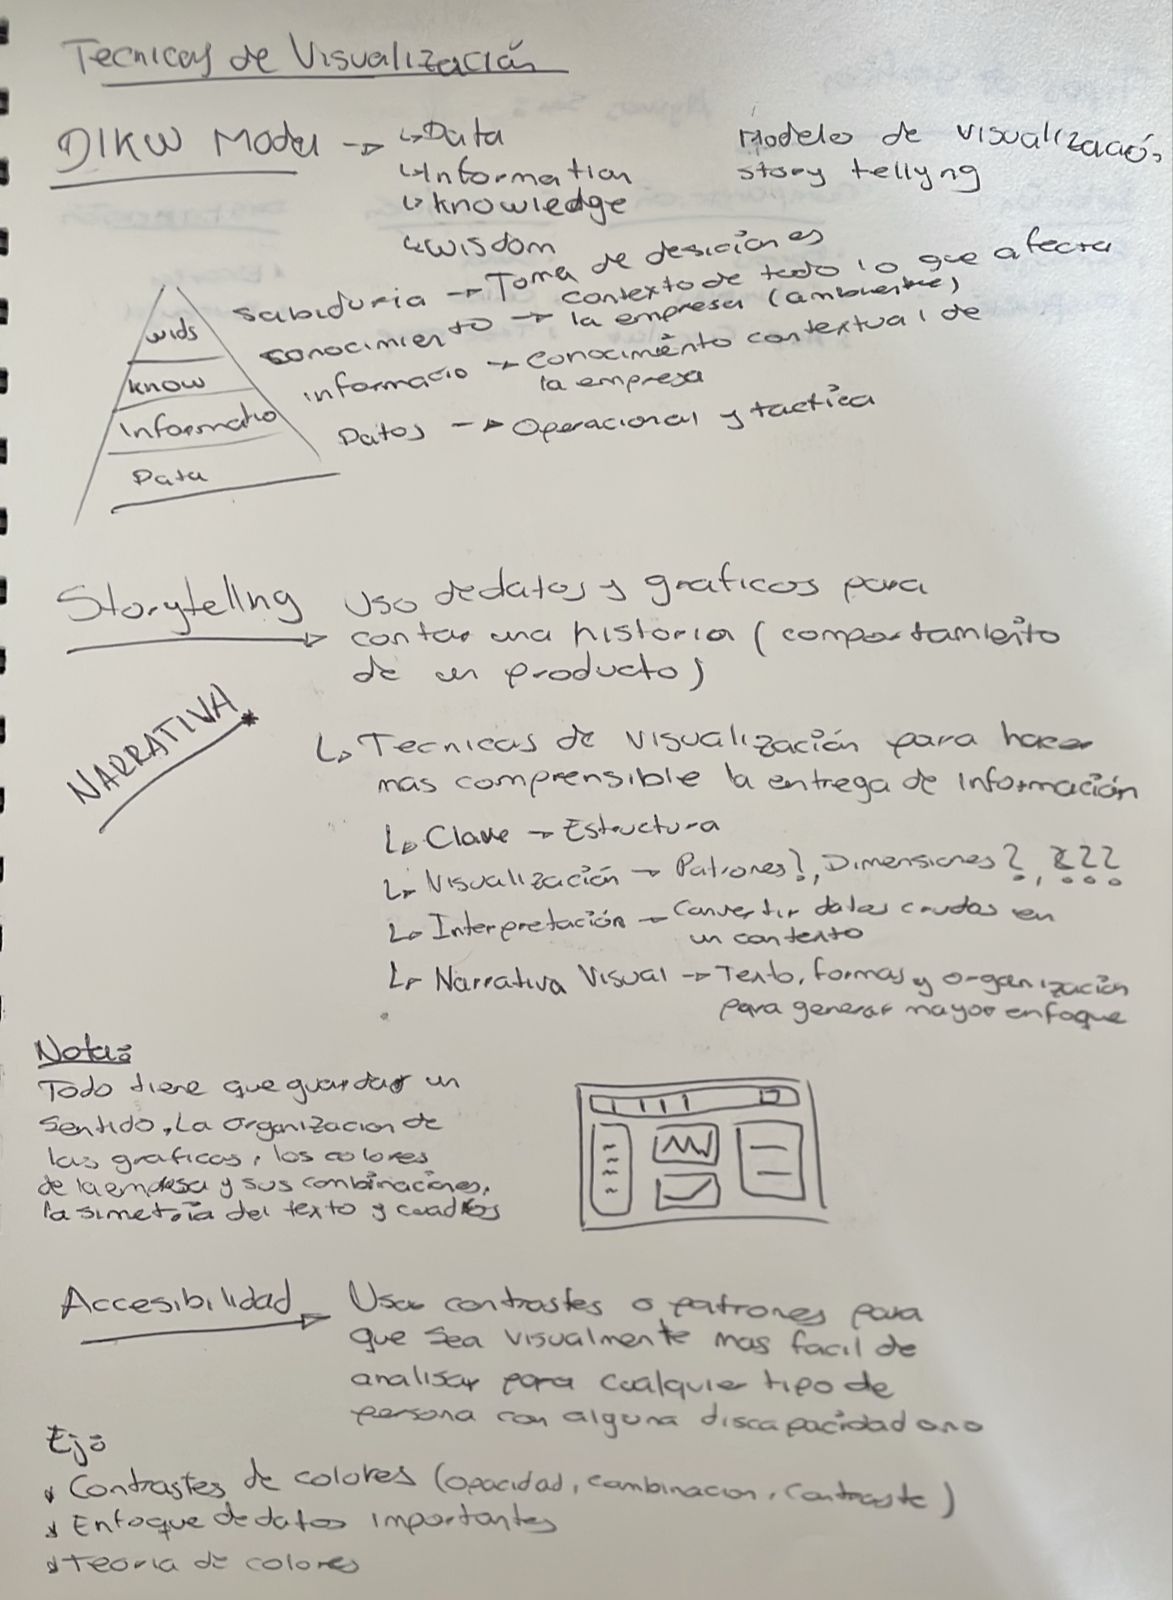 Tecnicas de Visualización
DIKW Model → ↳Data
↳Information
↳knowledge
↳wisdom
Modelo de visualización
story tellyng
Sabiduria → Toma de desiciones
conocimiento → contexto de todo lo que afecta
la empresa (ambiente)
informacio → conocimiento contextual de
la empresa
Datos → Operacional y tactica
wids
know
Informatio
Data
Storytellng → Uso de datos y graficos para
contar una historia (comportamiento
de un producto)
NARRATIVA*
↳ Tecnicas de visualización para hacer
mas comprensible la entrega de información
↳ Clave → Estructura
↳ Visualización → Patrones?, Dimensiones?, ???
↳ Interpretación → Convertir datos crudos en
un contexto
↳ Narrativa Visual → Texto, formas y organización
para generar mayor enfoque
Nota:
Todo tiene que guardar un
sentido, La organizacion de
las graficas, los colores
de la empresa y sus combinaciones,
la simetria del texto y cuadros
Accesibilidad → Usar contrastes o patrones para
que sea visualmente mas facil de
analisar para cualquier tipo de
persona con alguna discapacidad o no
Ej:
* Contrastes de colores (opacidad, combinacion, contraste)
* Enfoque de datos importantes
* Teoria de colores